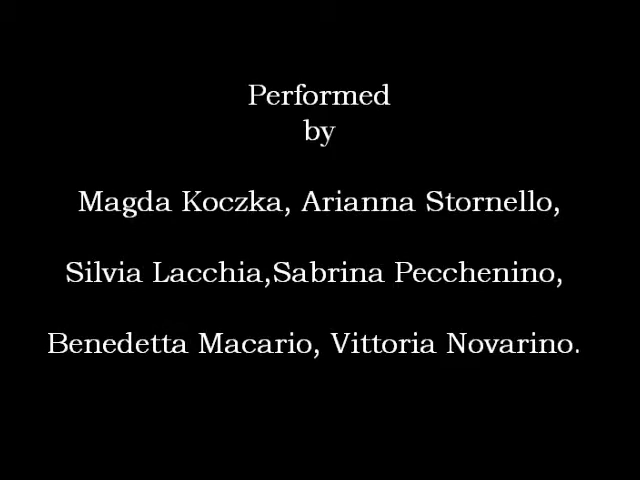 Performed
by
Magda Koczka, Arianna Stornello,
Silvia Lacchia,Sabrina Pecchenino,
Benedetta Macario, Vittoria Novarino.